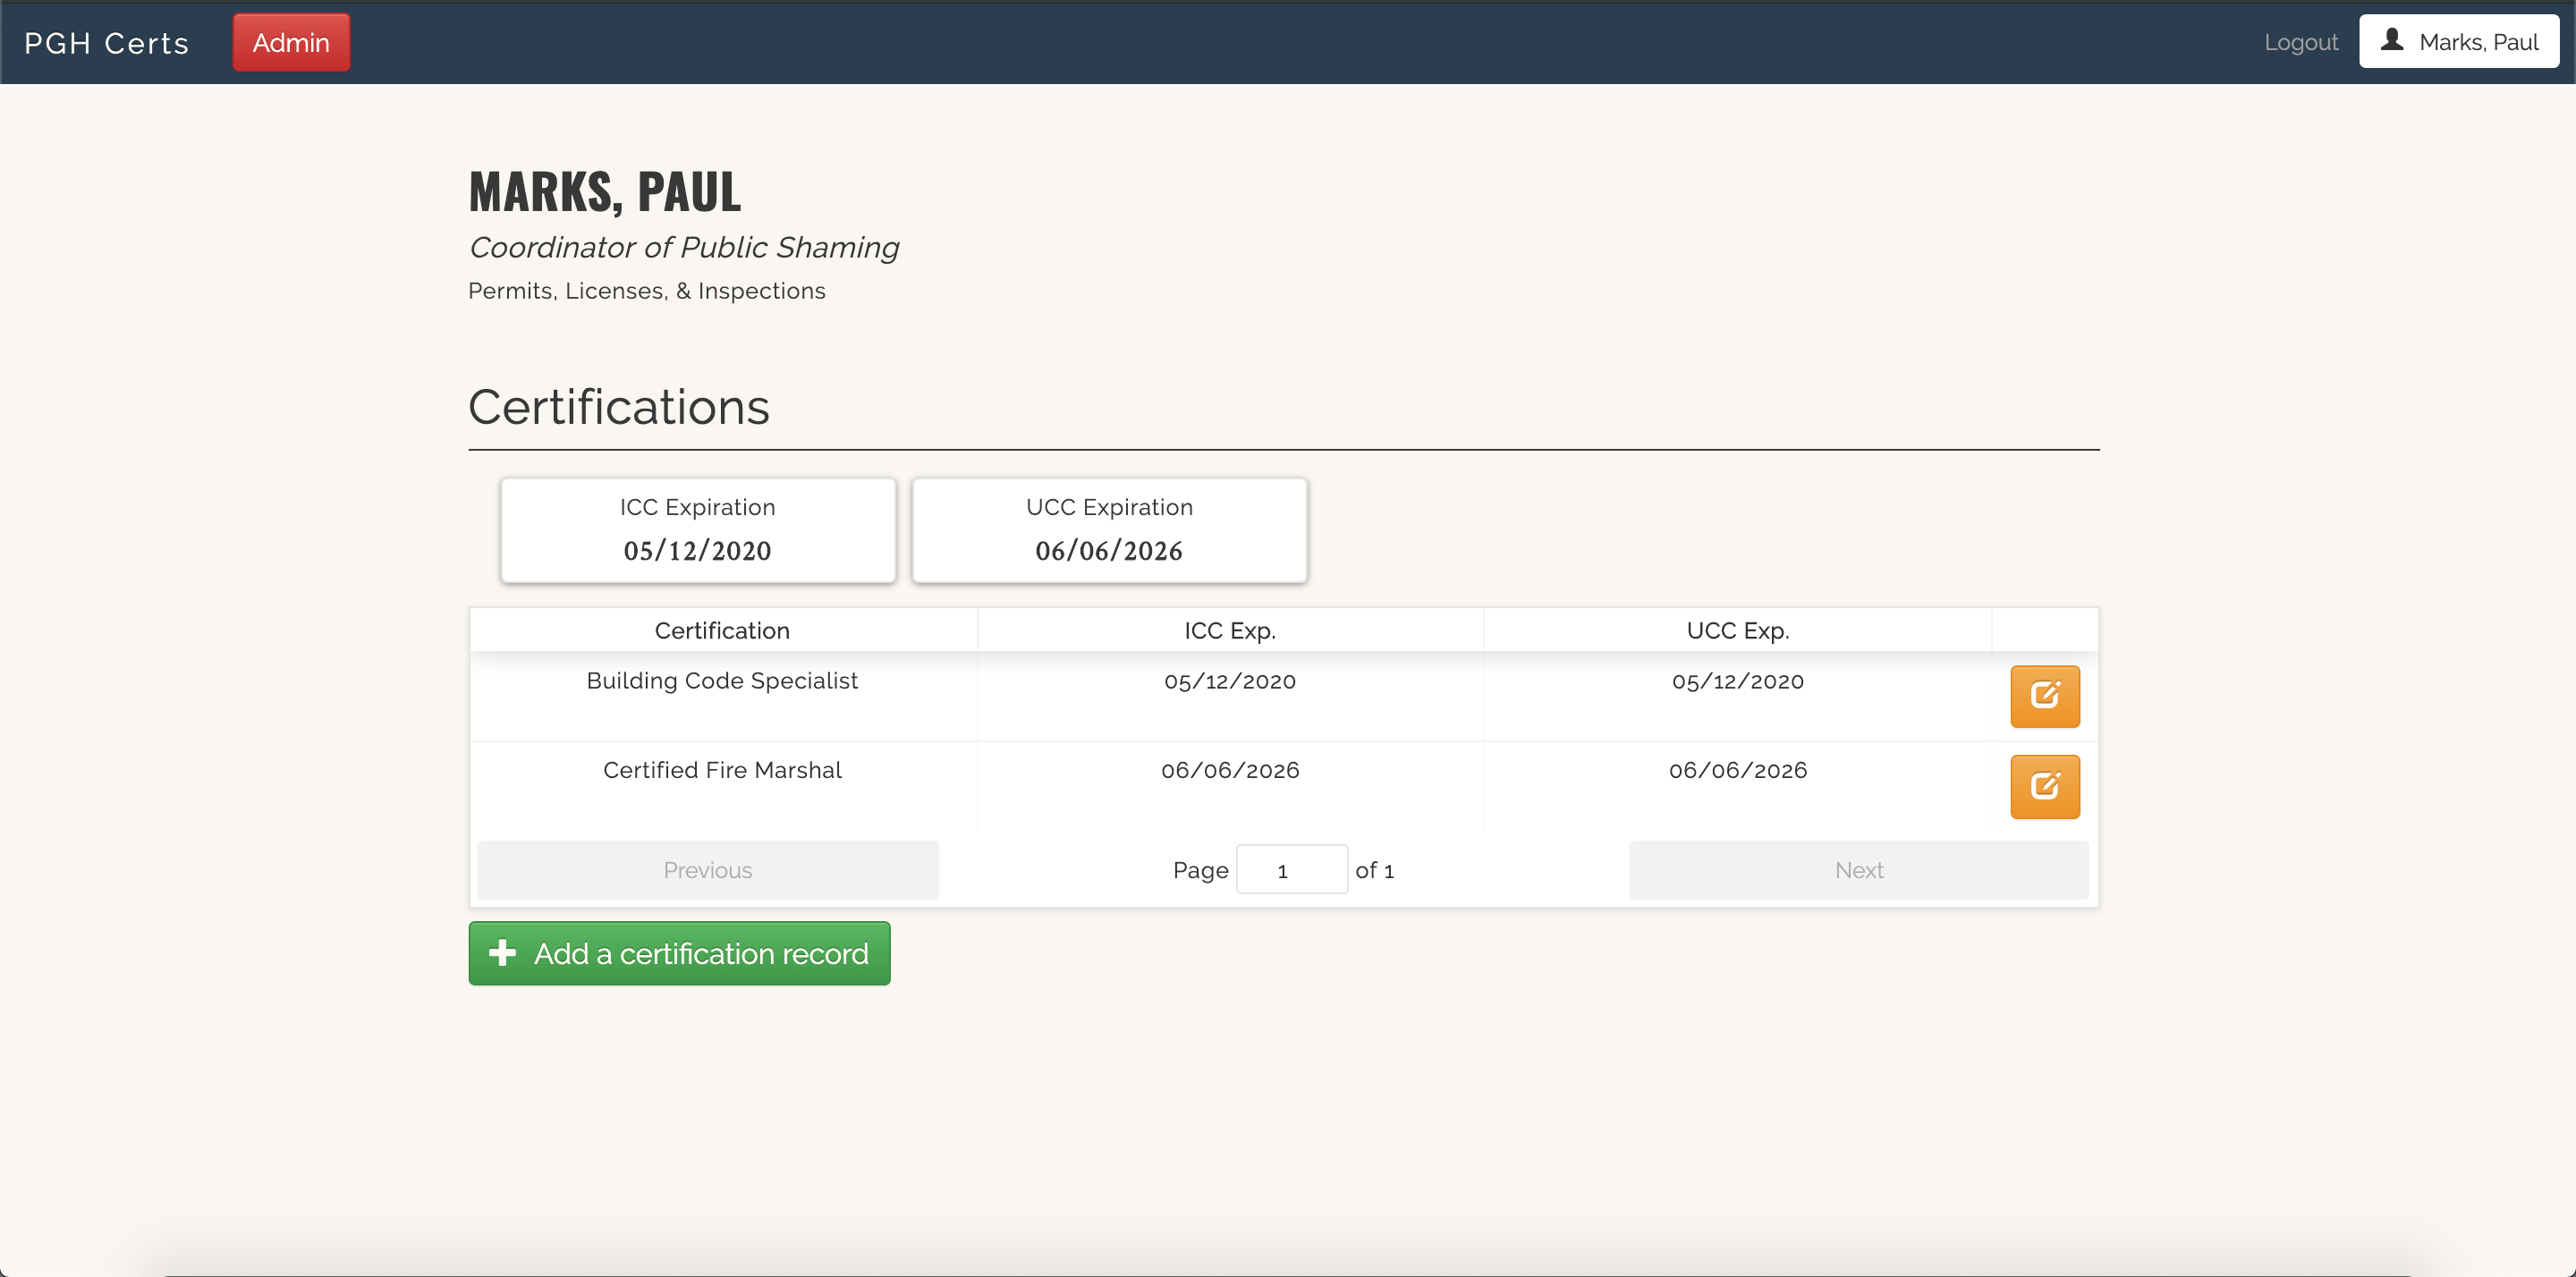 PGH Certs Admin Logout Marks, Paul
MARKS, PAUL
Coordinator of Public Shaming
Permits, Licenses, & Inspections
Certifications
ICC Expiration UCC Expiration
05/12/2020 06/06/2026
Certification ICC Exp. UCC Exp.
Building Code Specialist 05/12/2020 05/12/2020
Certified Fire Marshal 06/06/2026 06/06/2026
Previous Page 1 of 1 Next
Add a certification record